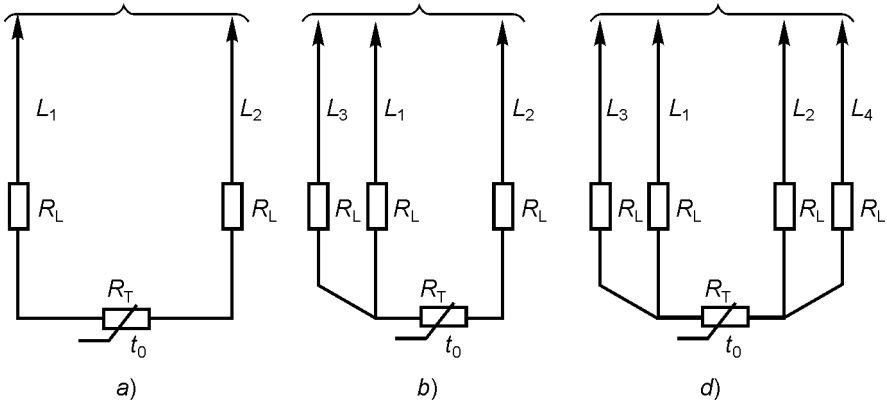 L1 L2 L3 L1 L2 L3 L1 L2 L4
RL RL RL RL RL RL RL RL RL
RT RT RT
t0 t0 t0
a) b) d)